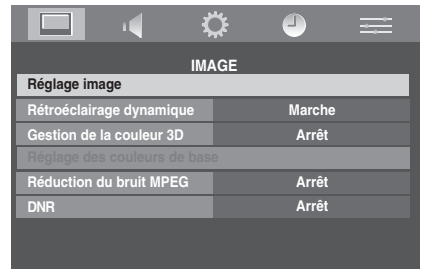 IMAGE
Réglage image
Rétroéclairage dynamique Marche
Gestion de la couleur 3D Arrêt
Réglage des couleurs de base
Réduction du bruit MPEG Arrêt
DNR Arrêt